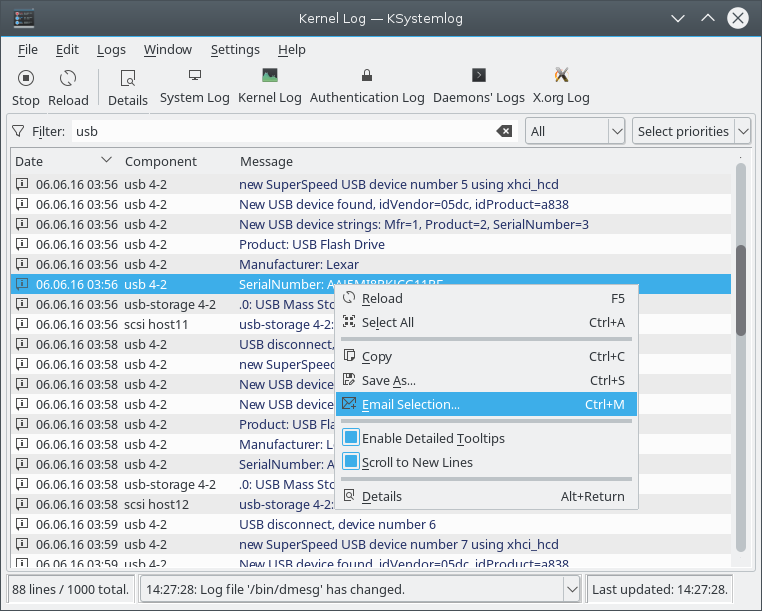 Kernel Log — KSystemlog
File Edit Logs Window Settings Help
Stop Reload Details System Log Kernel Log Authentication Log Daemons' Logs X.org Log
Filter: usb All Select priorities
Date Component Message
06.06.16 03:56 usb 4-2 new SuperSpeed USB device number 5 using xhci_hcd
06.06.16 03:56 usb 4-2 New USB device found, idVendor=05dc, idProduct=a838
06.06.16 03:56 usb 4-2 New USB device strings: Mfr=1, Product=2, SerialNumber=3
06.06.16 03:56 usb 4-2 Product: USB Flash Drive
06.06.16 03:56 usb 4-2 Manufacturer: Lexar
06.06.16 03:56 usb 4-2 SerialNumber:
06.06.16 03:56 usb-storage 4-2 .0: USB Mass
06.06.16 03:56 scsi host11 usb-storage 4-2:
06.06.16 03:58 usb 4-2 USB disconnect,
06.06.16 03:58 usb 4-2 new SuperSpeed
06.06.16 03:58 usb 4-2 New USB device
06.06.16 03:58 usb 4-2 New USB device
06.06.16 03:58 usb 4-2 Product: USB
06.06.16 03:58 usb 4-2 Manufacturer:
06.06.16 03:58 usb 4-2 SerialNumber:
06.06.16 03:58 usb-storage 4-2 .0: USB Mass
06.06.16 03:58 scsi host12 usb-storage 4-2:
06.06.16 03:59 usb 4-2 USB disconnect, device number 6
06.06.16 03:59 usb 4-2 new SuperSpeed USB device number 7 using xhci_hcd
06.06.16 03:59 usb 4-2 New USB device found, idVendor=05dc, idProduct=a838
Reload F5
Select All Ctrl+A
Copy Ctrl+C
Save As... Ctrl+S
Email Selection... Ctrl+M
Enable Detailed Tooltips
Scroll to New Lines
Details Alt+Return
88 lines / 1000 total. 14:27:28: Log file '/bin/dmesg' has changed. Last updated: 14:27:28.